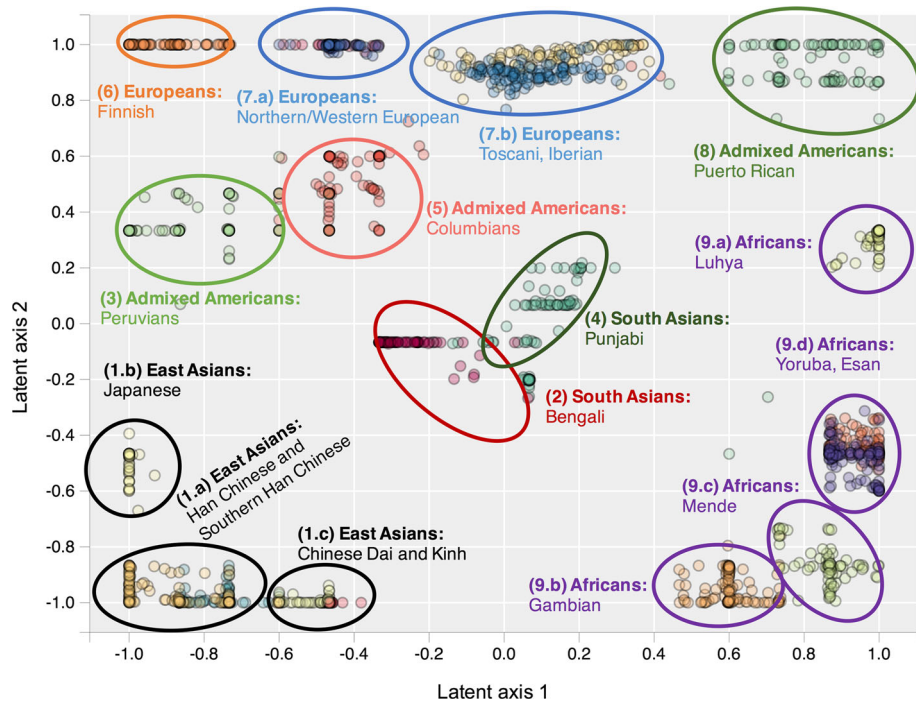 1.0
0.8
0.6
0.4
0.2
0.0
-0.2
-0.4
-0.6
-0.8
-1.0
Latent axis 2
(6) Europeans:
Finnish
(7.a) Europeans:
Northern/Western European
(7.b) Europeans:
Toscani, Iberian
(8) Admixed Americans:
Puerto Rican
(5) Admixed Americans:
Columbians
(9.a) Africans:
Luhya
(3) Admixed Americans:
Peruvians
(4) South Asians:
Punjabi
(9.d) Africans:
Yoruba, Esan
(1.b) East Asians:
Japanese
(2) South Asians:
Bengali
(1.a) East Asians:
Han Chinese and
Southern Han Chinese
(9.c) Africans:
Mende
(1.c) East Asians:
Chinese Dai and Kinh
(9.b) Africans:
Gambian
-1.0 -0.8 -0.6 -0.4 -0.2 0.0 0.2 0.4 0.6 0.8 1.0
Latent axis 1